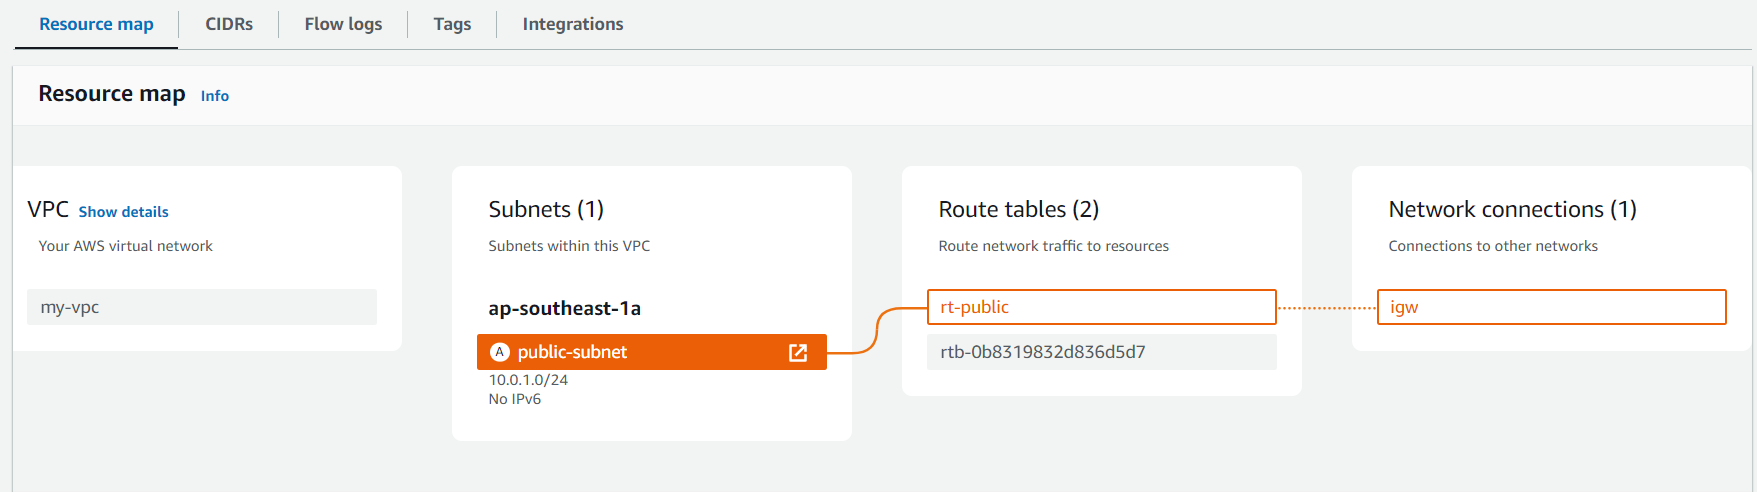 Resource map
CIDRs
Flow logs
Tags
Integrations
Resource map Info
VPC Show details
Your AWS virtual network
my-vpc
Subnets (1)
Subnets within this VPC
ap-southeast-1a
A public-subnet
10.0.1.0/24
No IPv6
Route tables (2)
Route network traffic to resources
rt-public
rtb-0b8319832d836d5d7
Network connections (1)
Connections to other networks
igw